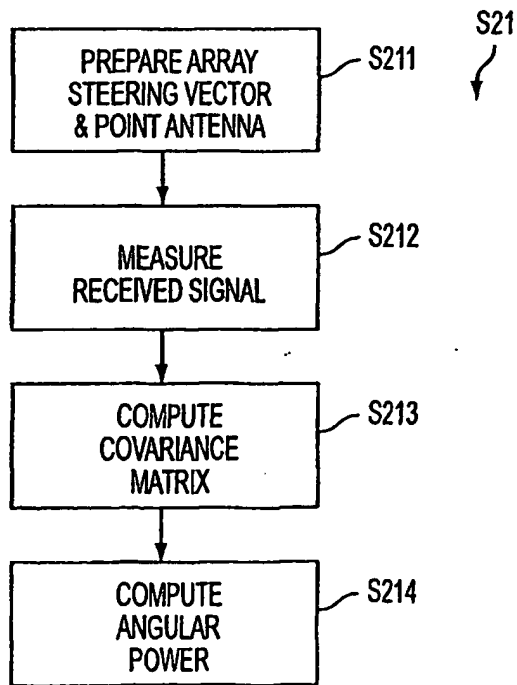 S21
PREPARE ARRAY
STEERING VECTOR
& POINT ANTENNA
S211
MEASURE
RECEIVED SIGNAL
S212
COMPUTE
COVARIANCE
MATRIX
S213
COMPUTE
ANGULAR
POWER
S214